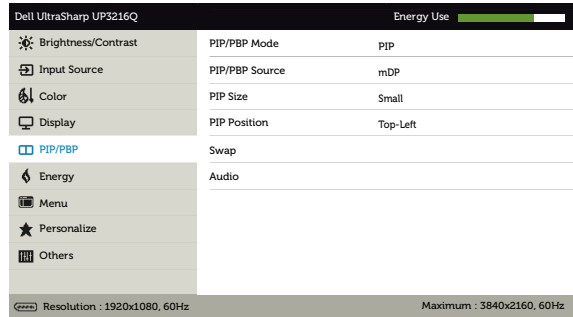 Dell UltraSharp UP3216Q Energy Use
Brightness/Contrast PIP/PBP Mode PIP
Input Source PIP/PBP Source mDP
Color PIP Size Small
Display PIP Position Top-Left
PIP/PBP Swap
Energy Audio
Menu
Personalize
Others
Resolution : 1920x1080, 60Hz Maximum : 3840x2160, 60Hz